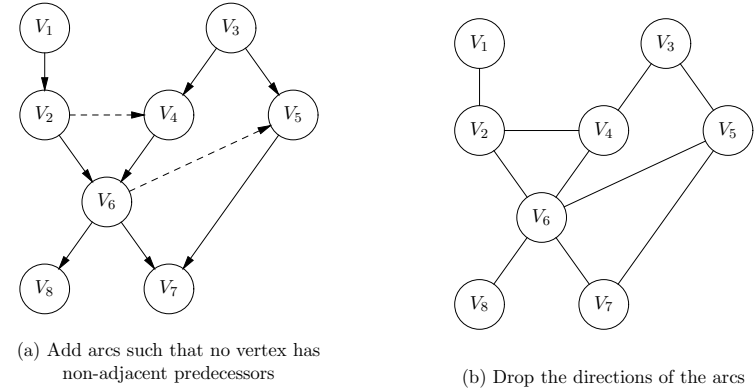 V1
V3
V2
V4
V5
V6
V8
V7
(a) Add arcs such that no vertex has
non-adjacent predecessors
V1
V3
V2
V4
V5
V6
V8
V7
(b) Drop the directions of the arcs